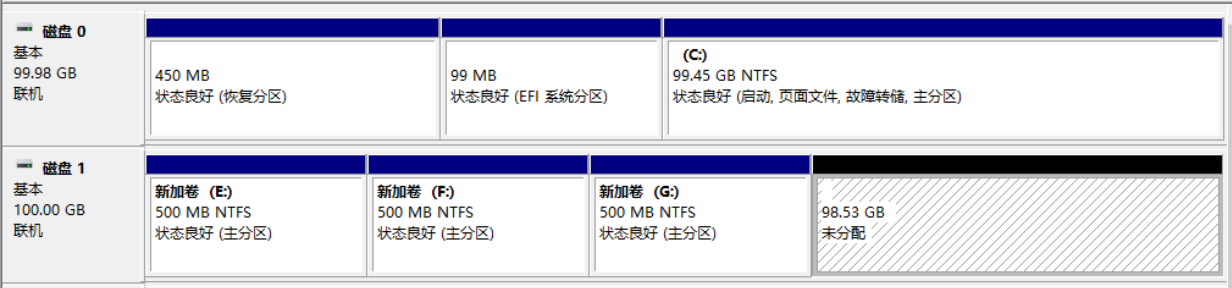 磁盘 0
基本
99.98 GB
联机
450 MB
状态良好 (恢复分区)
99 MB
状态良好 (EFI 系统分区)
(C:)
99.45 GB NTFS
状态良好 (启动, 页面文件, 故障转储, 主分区)
磁盘 1
基本
100.00 GB
联机
新加卷 (E:)
500 MB NTFS
状态良好 (主分区)
新加卷 (F:)
500 MB NTFS
状态良好 (主分区)
新加卷 (G:)
500 MB NTFS
状态良好 (主分区)
98.53 GB
未分配